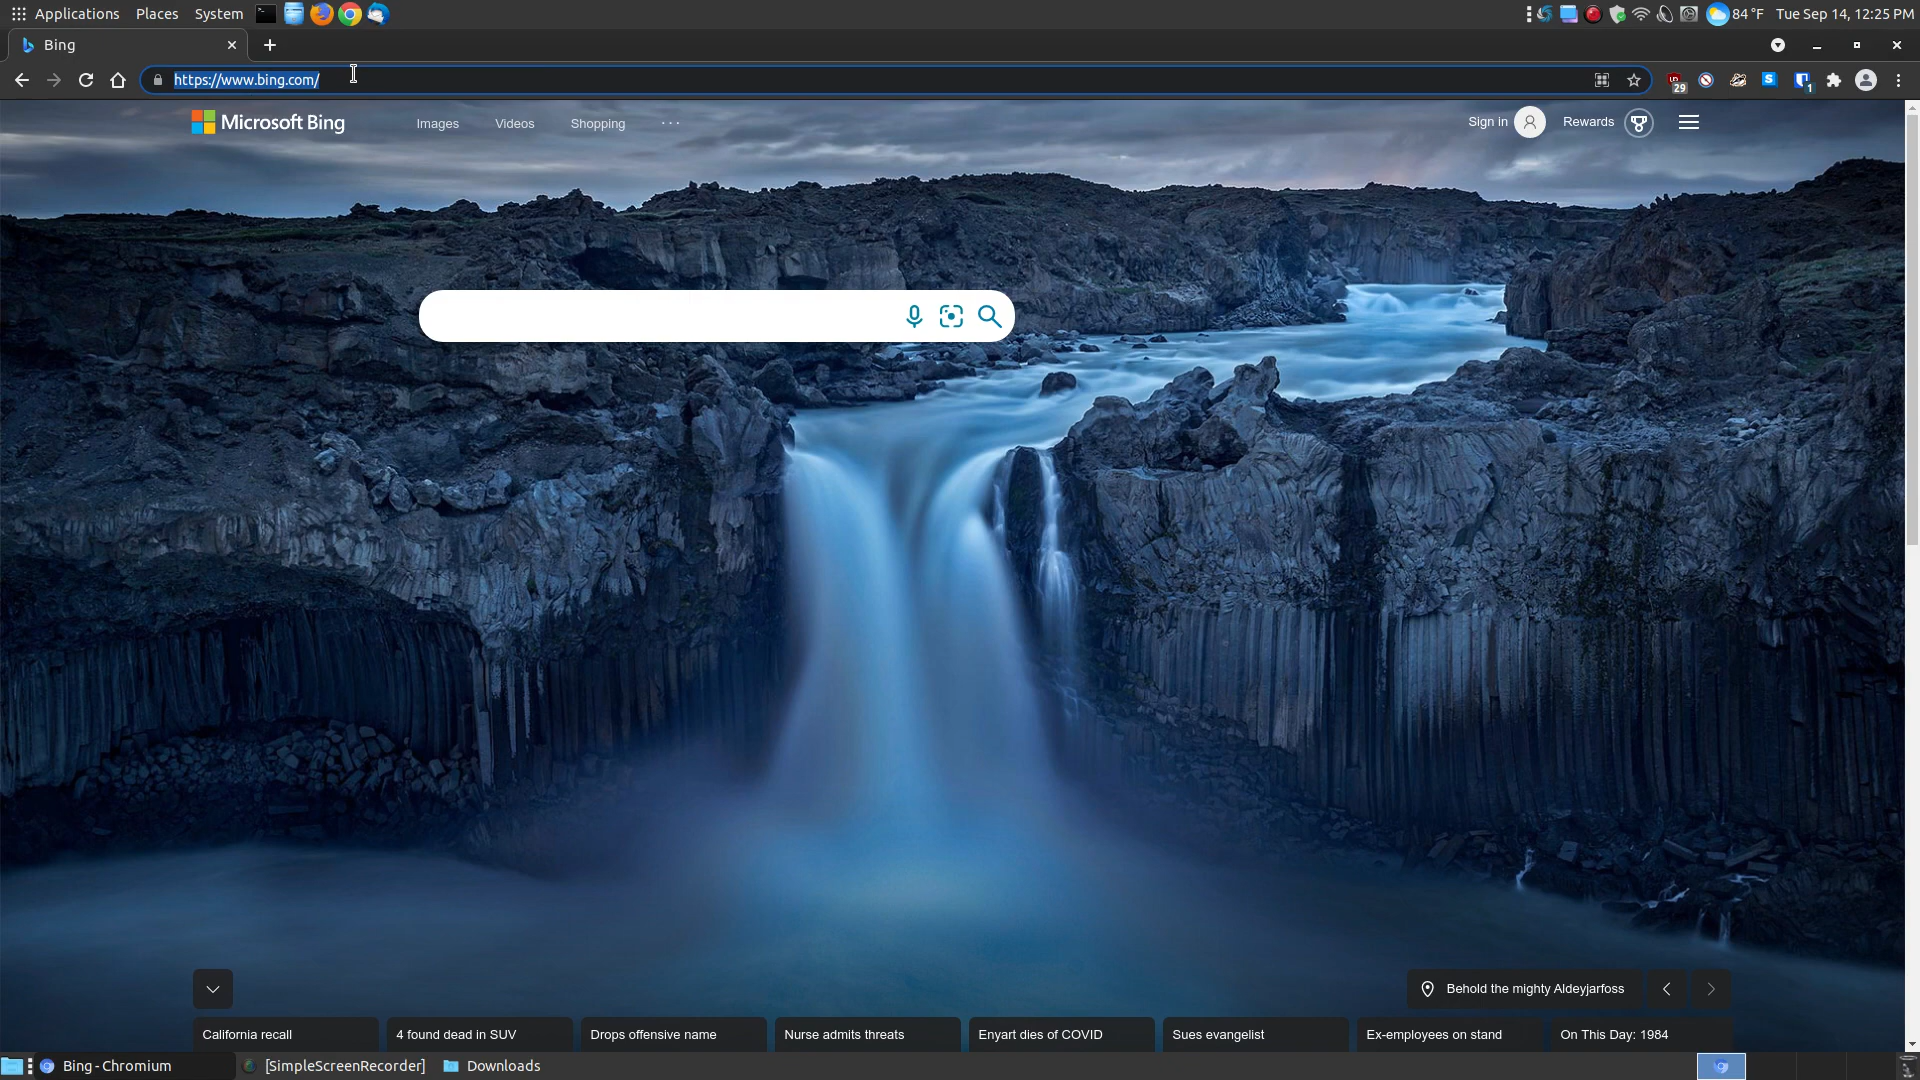 Applications Places System 84 °F Tue Sep 14, 12:25 PM
Bing
https://www.bing.com/ 29 S 1
Microsoft Bing Images Videos Shopping ··· Sign in Rewards
Behold the mighty Aldeyjarfoss
California recall 4 found dead in SUV Drops offensive name Nurse admits threats Enyart dies of COVID Sues evangelist Ex-employees on stand On This Day: 1984
Bing - Chromium [SimpleScreenRecorder] Downloads